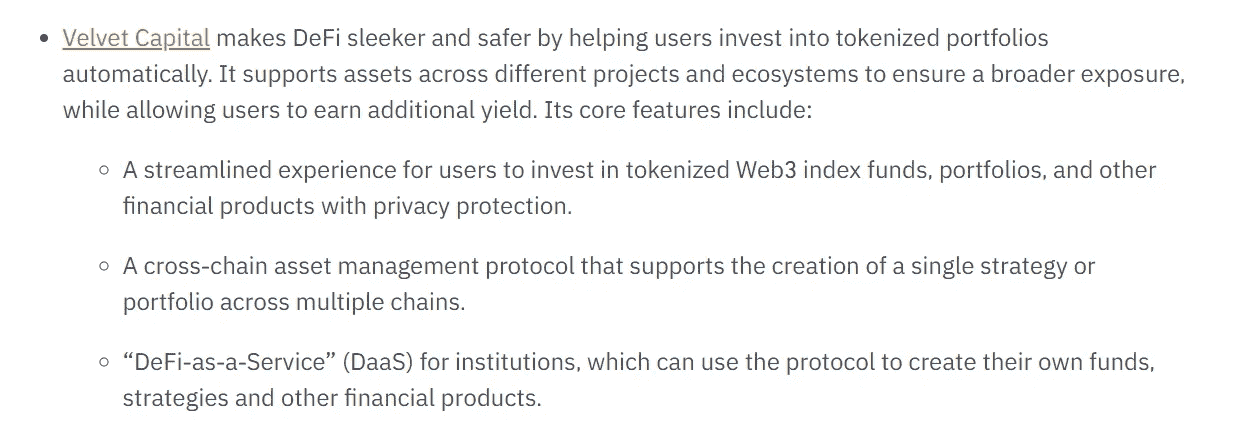 • Velvet Capital makes DeFi sleeker and safer by helping users invest into tokenized portfolios
automatically. It supports assets across different projects and ecosystems to ensure a broader exposure,
while allowing users to earn additional yield. Its core features include:
◦ A streamlined experience for users to invest in tokenized Web3 index funds, portfolios, and other
financial products with privacy protection.
◦ A cross-chain asset management protocol that supports the creation of a single strategy or
portfolio across multiple chains.
◦ “DeFi-as-a-Service” (DaaS) for institutions, which can use the protocol to create their own funds,
strategies and other financial products.